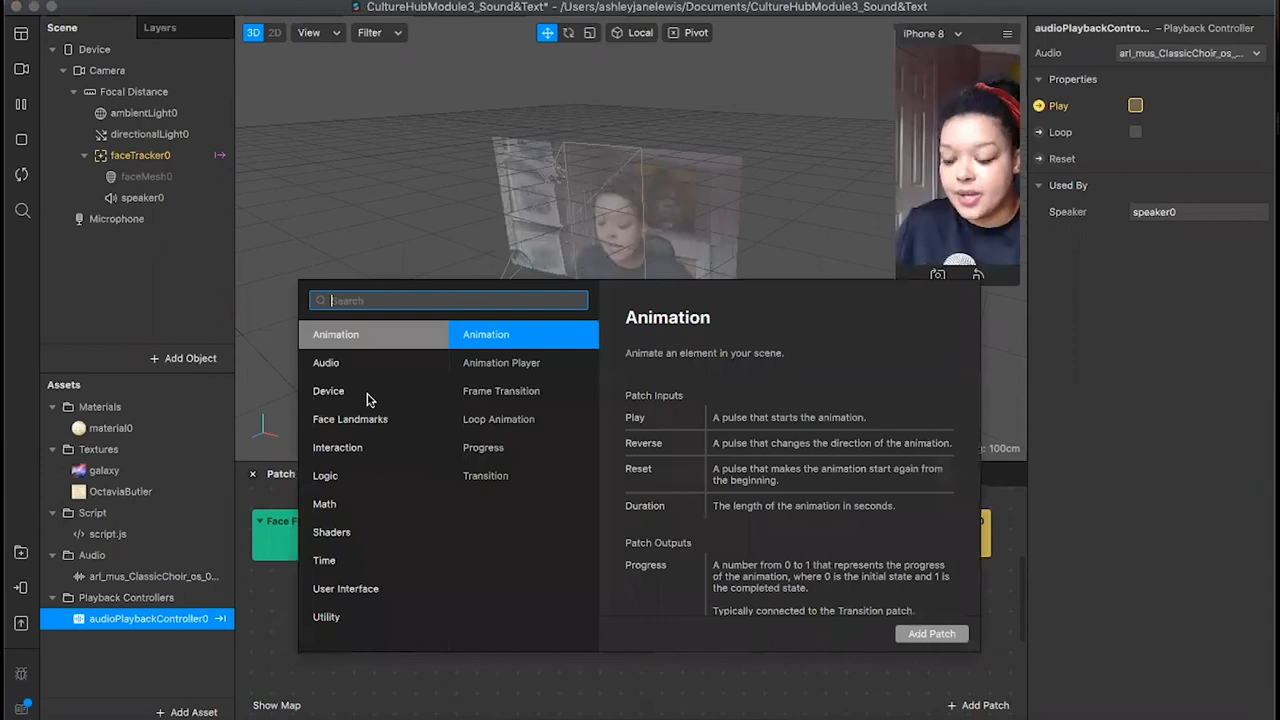 CultureHubModule3_Sound&Text* - /Users/ashleyjanelewis/Documents/CultureHubModule3_Sound&Text
Scene
Layers
Device
Camera
Focal Distance
ambientLight0
directionalLight0
faceTracker0
faceMesh0
speaker0
Microphone
+ Add Object
Assets
Materials
material0
Textures
galaxy
OctaviaButler
Script
script.js
Audio
arl_mus_ClassicChoir_os_0...
Playback Controllers
audioPlaybackController0
+ Add Asset
3D 2D View Filter Local Pivot
iPhone 8
: 100cm
Patch
Face F
Search
Animation
Audio
Device
Face Landmarks
Interaction
Logic
Math
Shaders
Time
User Interface
Utility
Animation
Animation Player
Frame Transition
Loop Animation
Progress
Transition
Animation
Animate an element in your scene.
Patch Inputs
Play A pulse that starts the animation.
Reverse A pulse that changes the direction of the animation.
Reset A pulse that makes the animation start again from
the beginning.
Duration The length of the animation in seconds.
Patch Outputs
Progress A number from 0 to 1 that represents the progress
of the animation, where 0 is the initial state and 1 is
the completed state.
Typically connected to the Transition patch.
Add Patch
Show Map
+ Add Patch
audioPlaybackContro... – Playback Controller
Audio arl_mus_ClassicChoir_os_...
Properties
Play
Loop
Reset
Used By
Speaker speaker0